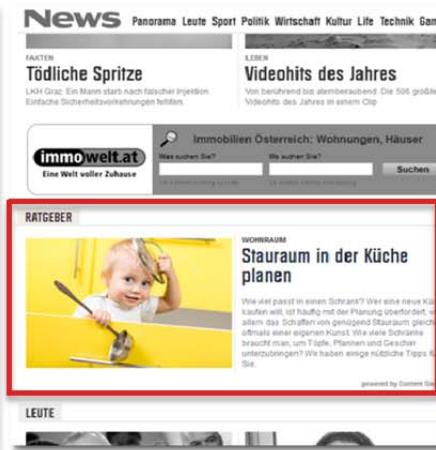 News Panorama Leute Sport Politik Wirtschaft Kultur Life Technik
FAKTEN
Tödliche Spritze
LKH Graz: Ein Mann starb nach falscher Injektion.
Einfache Sicherheitsvorkehrungen fehlten.
LEBEN
Videohits des Jahres
Von berührend bis atemberaubend: Die 506 größte
Videohits des Jahres in einem Clip
immowelt.at
Eine Welt voller Zuhause
Immobilien Österreich: Wohnungen, Häuser
Was suchen Sie? Wo suchen Sie?
Suchen
RATGEBER
WOHNRAUM
Stauraum in der Küche
planen
Wie viel passt in einen Schrank? Wer eine neue Kü
kaufen will, ist häufig mit der Planung überfordert,
allem das Schaffen von genügend Stauraum gleich
oftmals einer eigenen Kunst. Wie viele Schränke
braucht man, um Töpfe, Pfannen und Geschirr
unterzubringen? Wir haben einige nützliche Tipps
Sie.
powered by Content
LEUTE